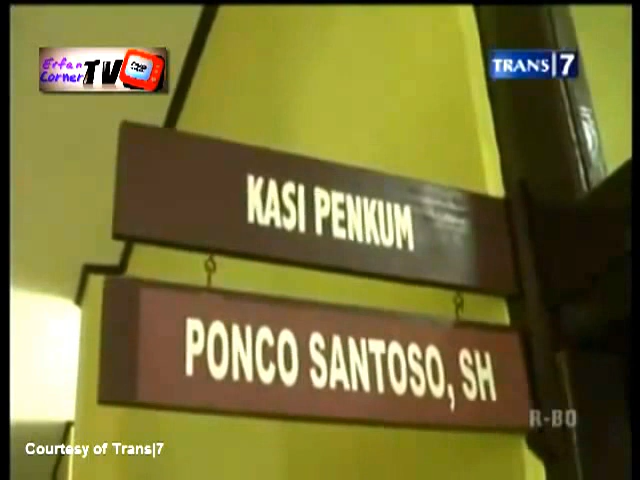 Erfan
Corner TV
TRANS|7
KASI PENKUM
PONCO SANTOSO, SH
R-BO
Courtesy of Trans|7